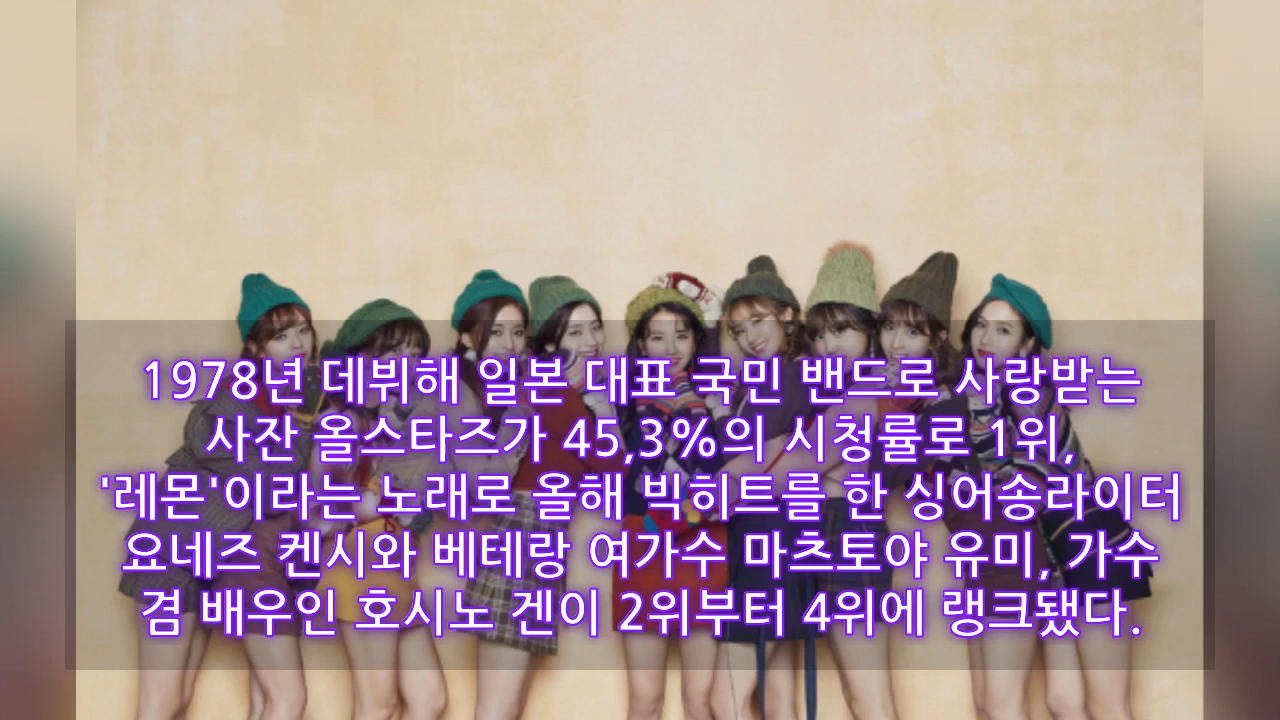 1978년 데뷔해 일본 대표 국민 밴드로 사랑받는
사잔 올스타즈가 45,3%의 시청률로 1위,
'레몬'이라는 노래로 올해 빅히트를 한 싱어송라이터
요네즈 켄시와 베테랑 여가수 마츠토야 유미, 가수
겸 배우인 호시노 겐이 2위부터 4위에 랭크됐다.